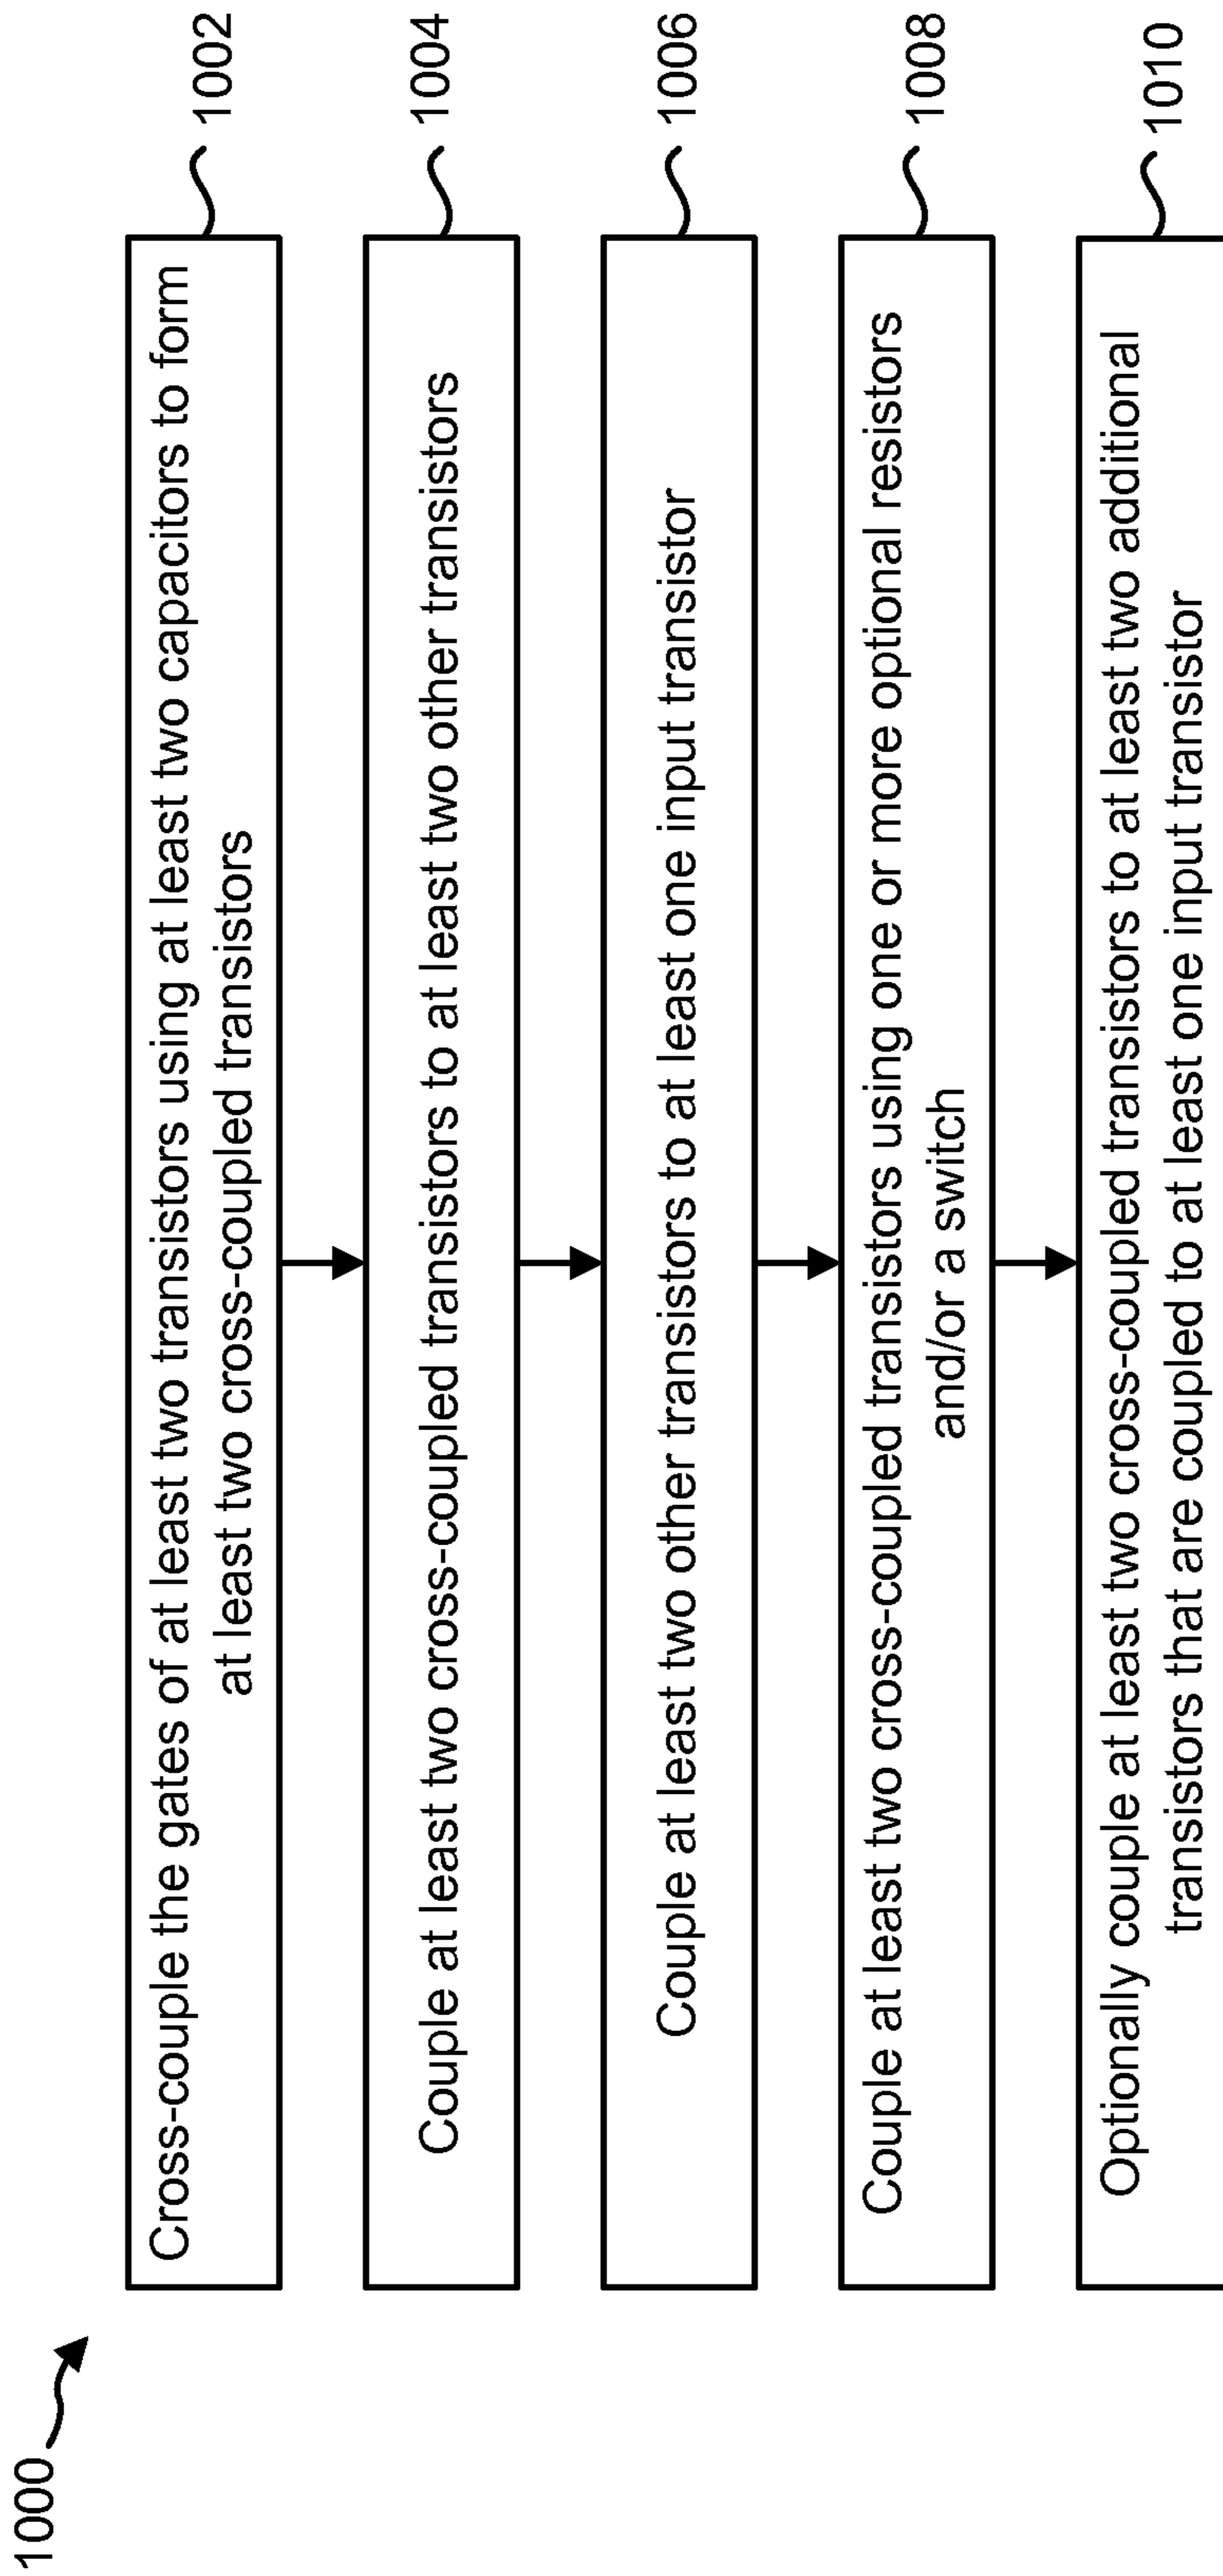 1000
Cross-couple the gates of at least two transistors using at least two capacitors to form
at least two cross-coupled transistors
1002
Couple at least two cross-coupled transistors to at least two other transistors
1004
Couple at least two other transistors to at least one input transistor
1006
Couple at least two cross-coupled transistors using one or more optional resistors
and/or a switch
1008
Optionally couple at least two cross-coupled transistors to at least two additional
transistors that are coupled to at least one input transistor
1010